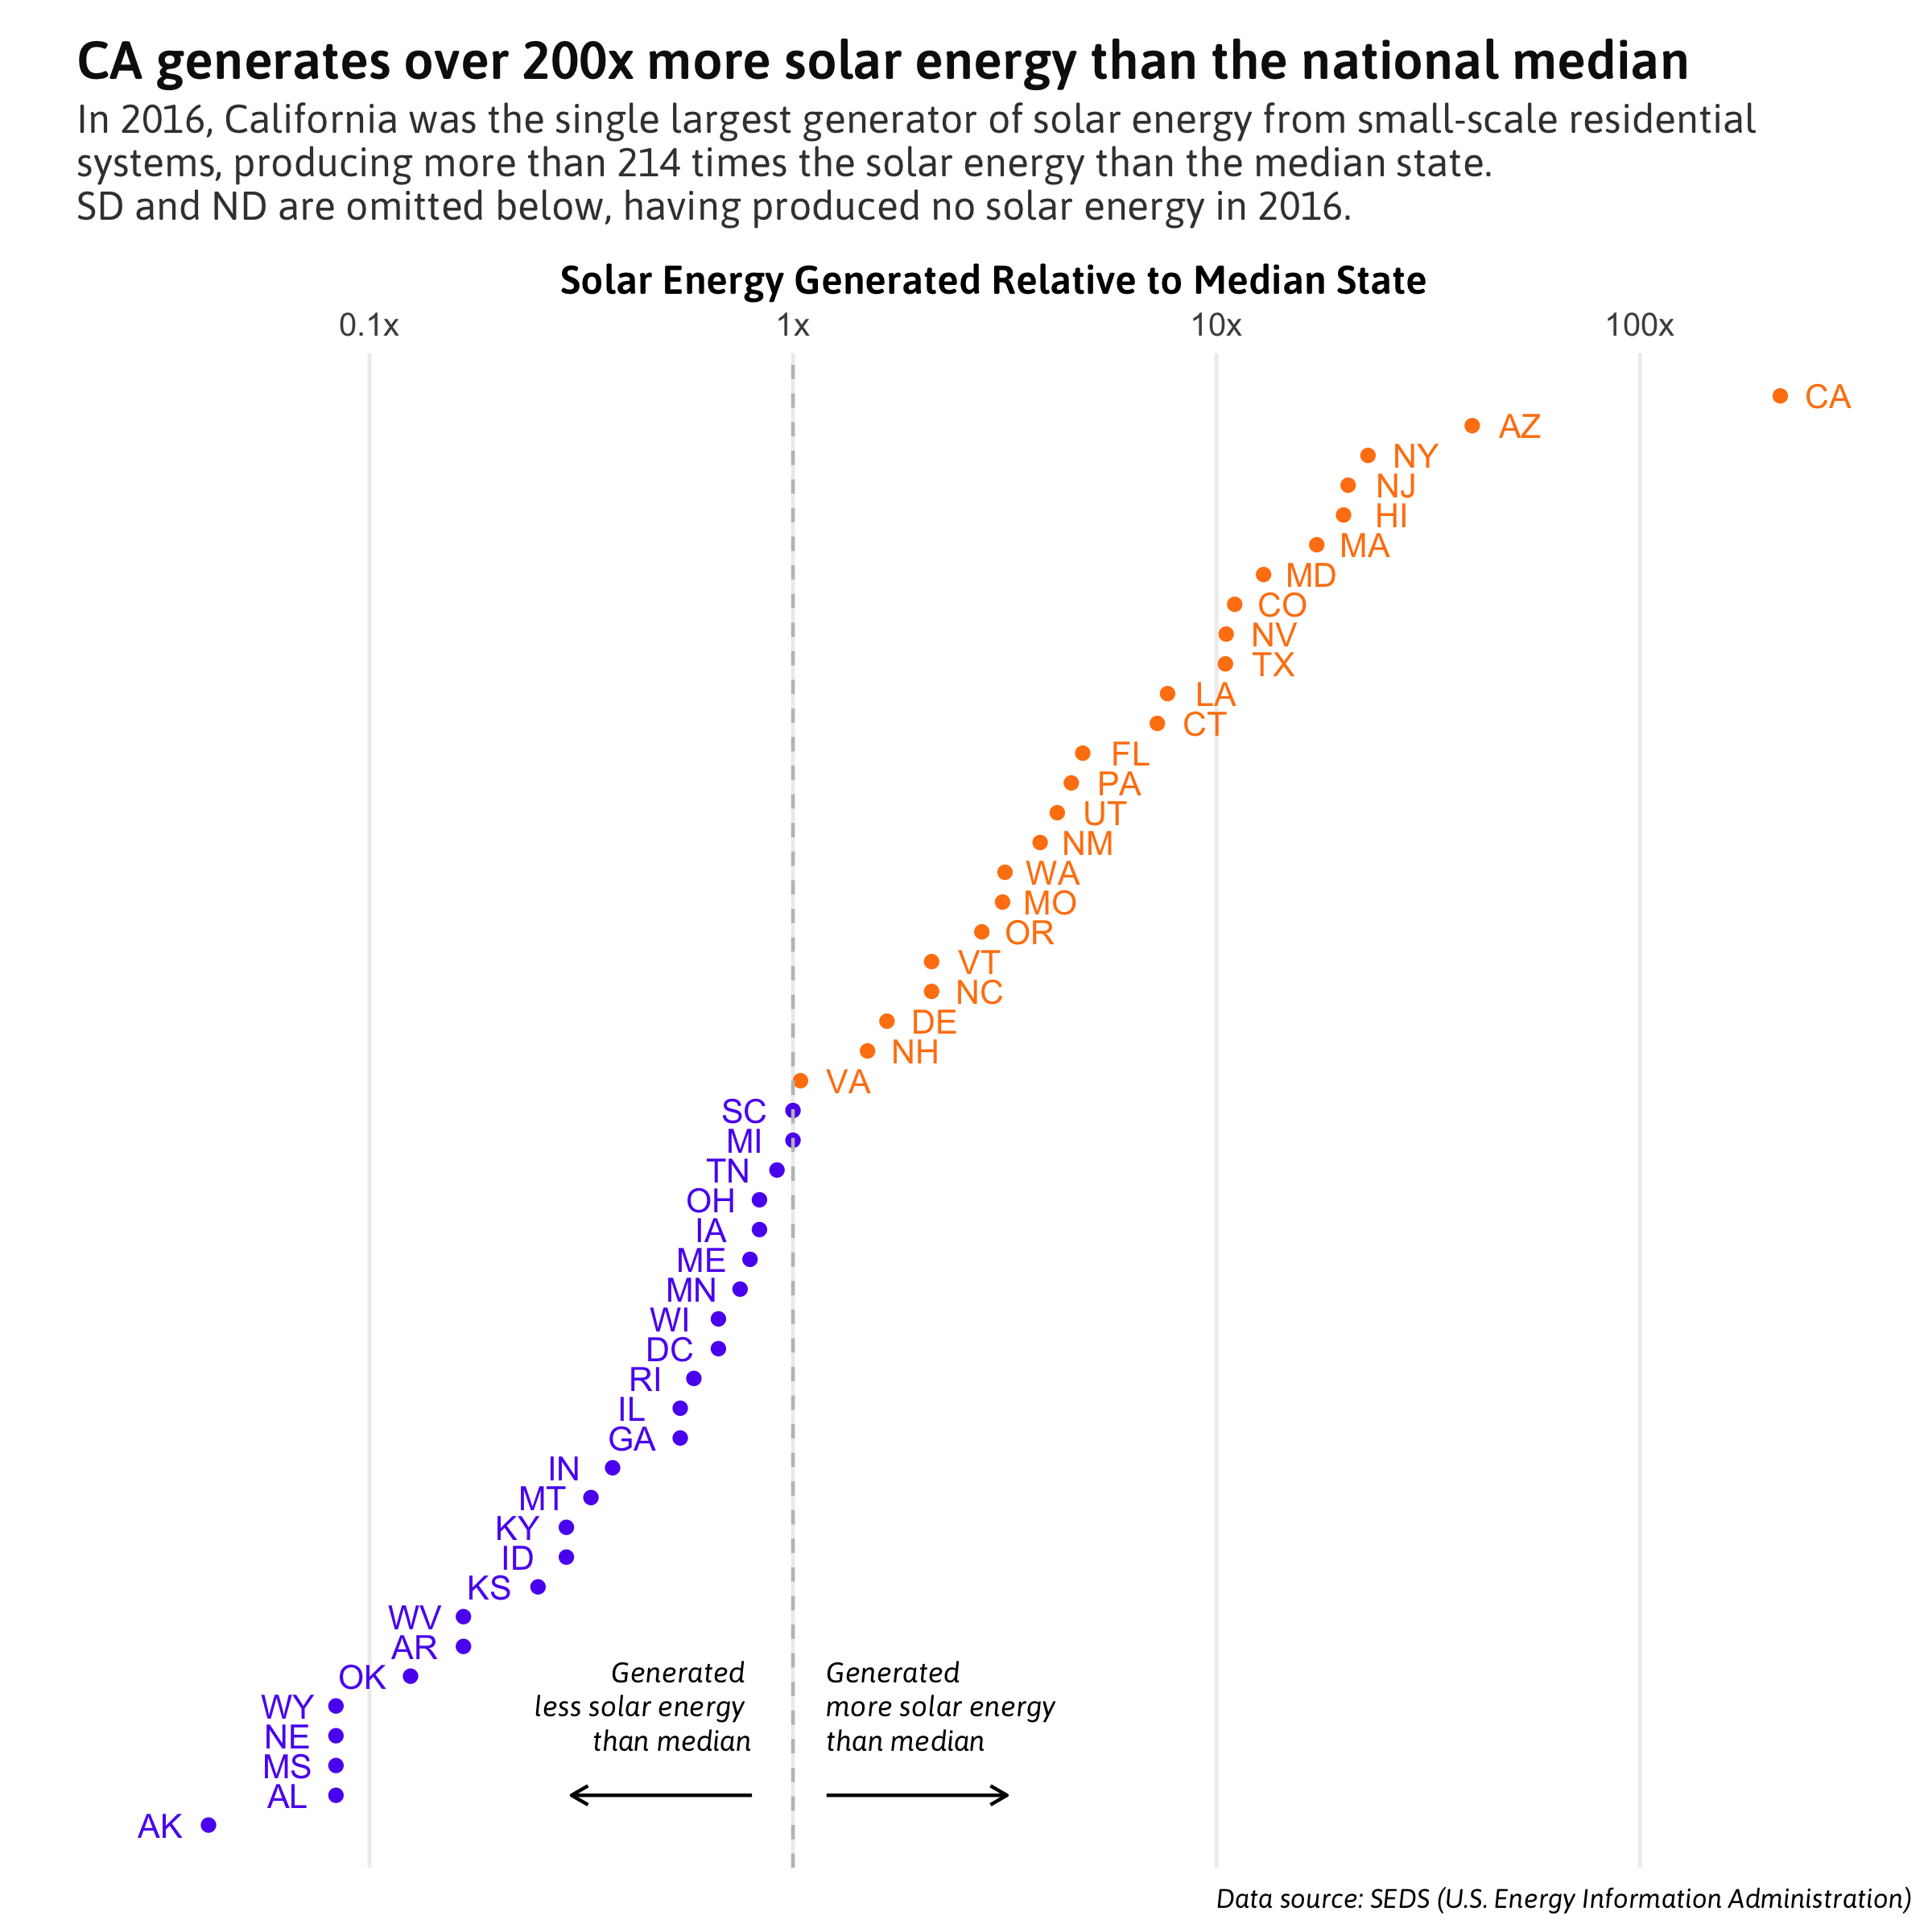 CA generates over 200x more solar energy than the national median
In 2016, California was the single largest generator of solar energy from small-scale residential
systems, producing more than 214 times the solar energy than the median state.
SD and ND are omitted below, having produced no solar energy in 2016.
Solar Energy Generated Relative to Median State
0.1x 1x 10x 100x
CA
AZ
NY
NJ
HI
MA
MD
CO
NV
TX
LA
CT
FL
PA
UT
NM
WA
MO
OR
VT
NC
DE
NH
VA
SC
MI
TN
OH
IA
ME
MN
WI
DC
RI
IL
GA
IN
MT
KY
ID
KS
WV
AR
OK
WY
NE
MS
AL
AK
Generated
less solar energy
than median
Generated
more solar energy
than median
Data source: SEDS (U.S. Energy Information Administration)